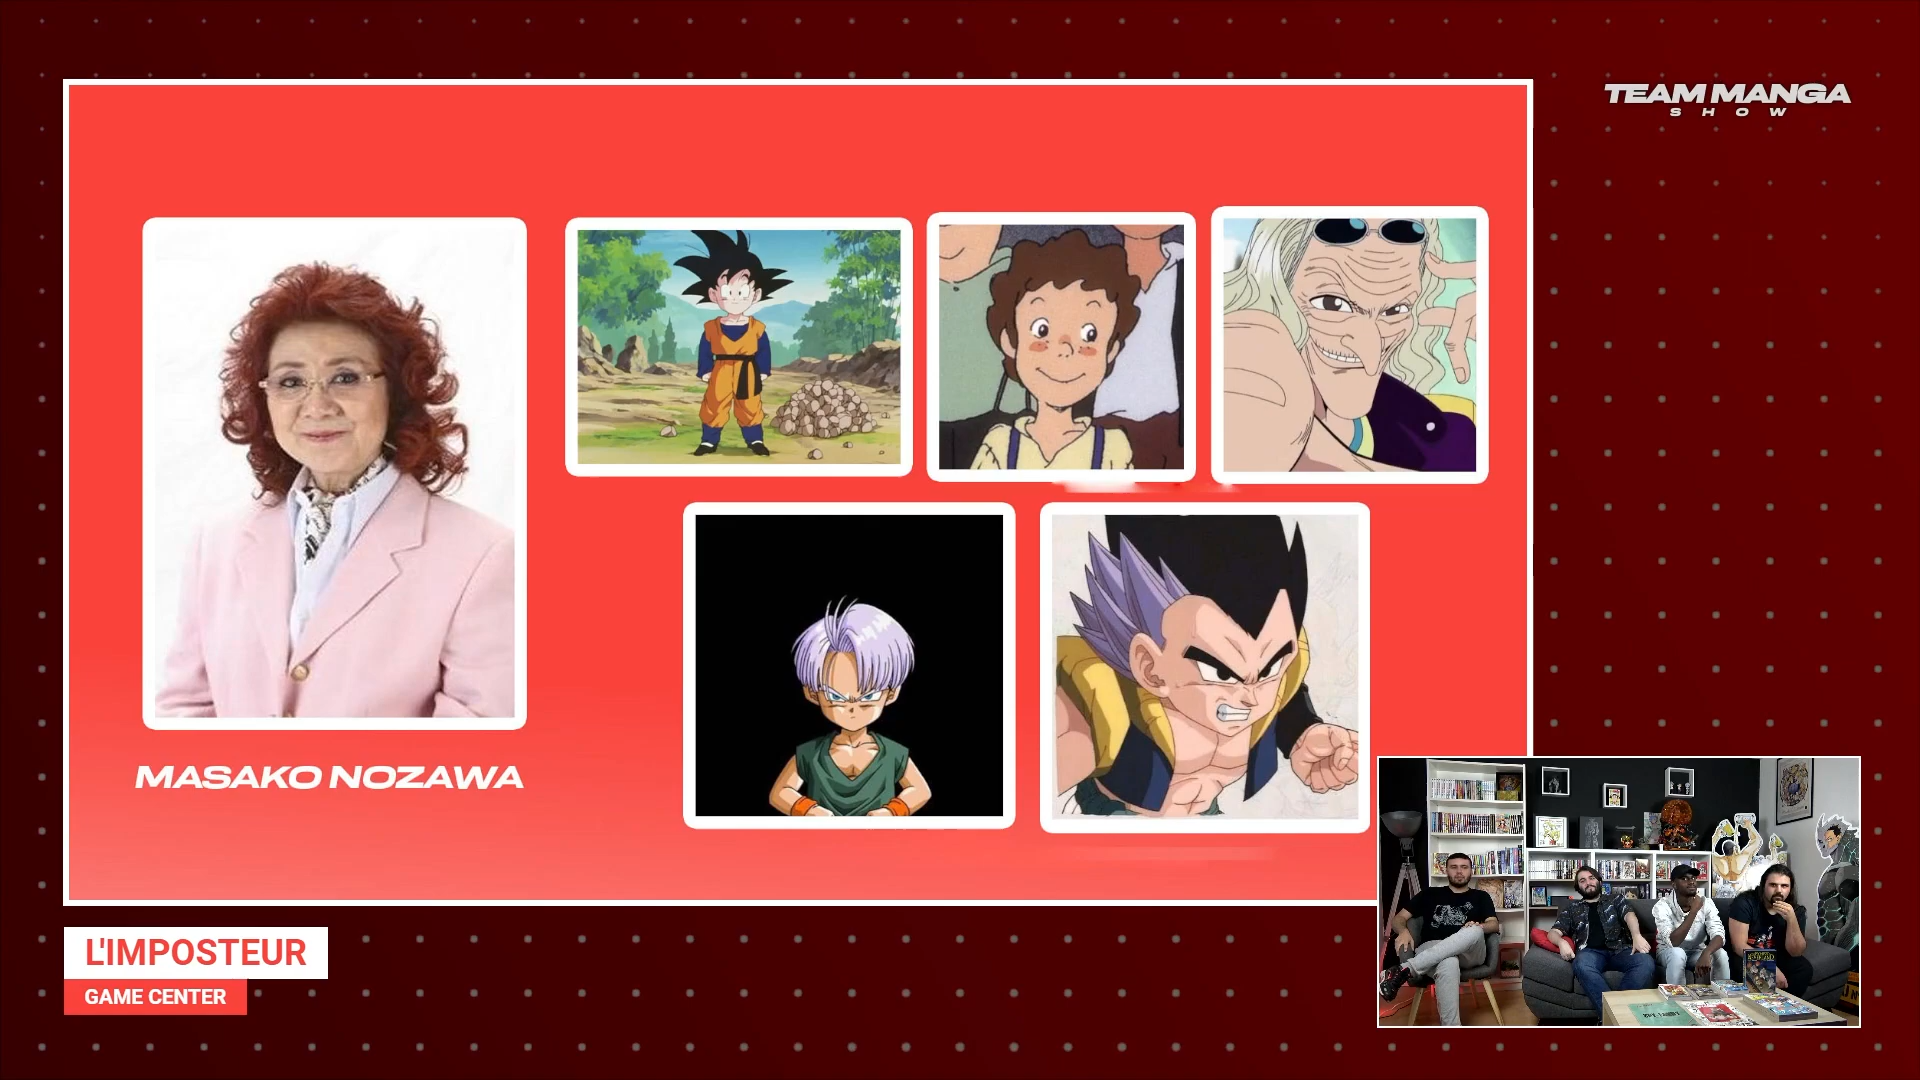 TEAM MANGA
SHOW
MASAKO NOZAWA
L'IMPOSTEUR
GAME CENTER